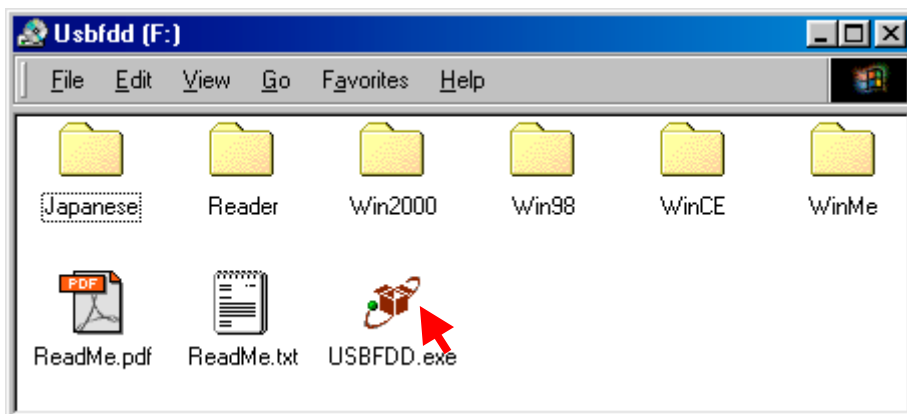 Usbfdd (F:)
File Edit View Go Favorites Help
Japanese Reader Win2000 Win98 WinCE WinMe
PDF
ReadMe.pdf ReadMe.txt USBFDD.exe